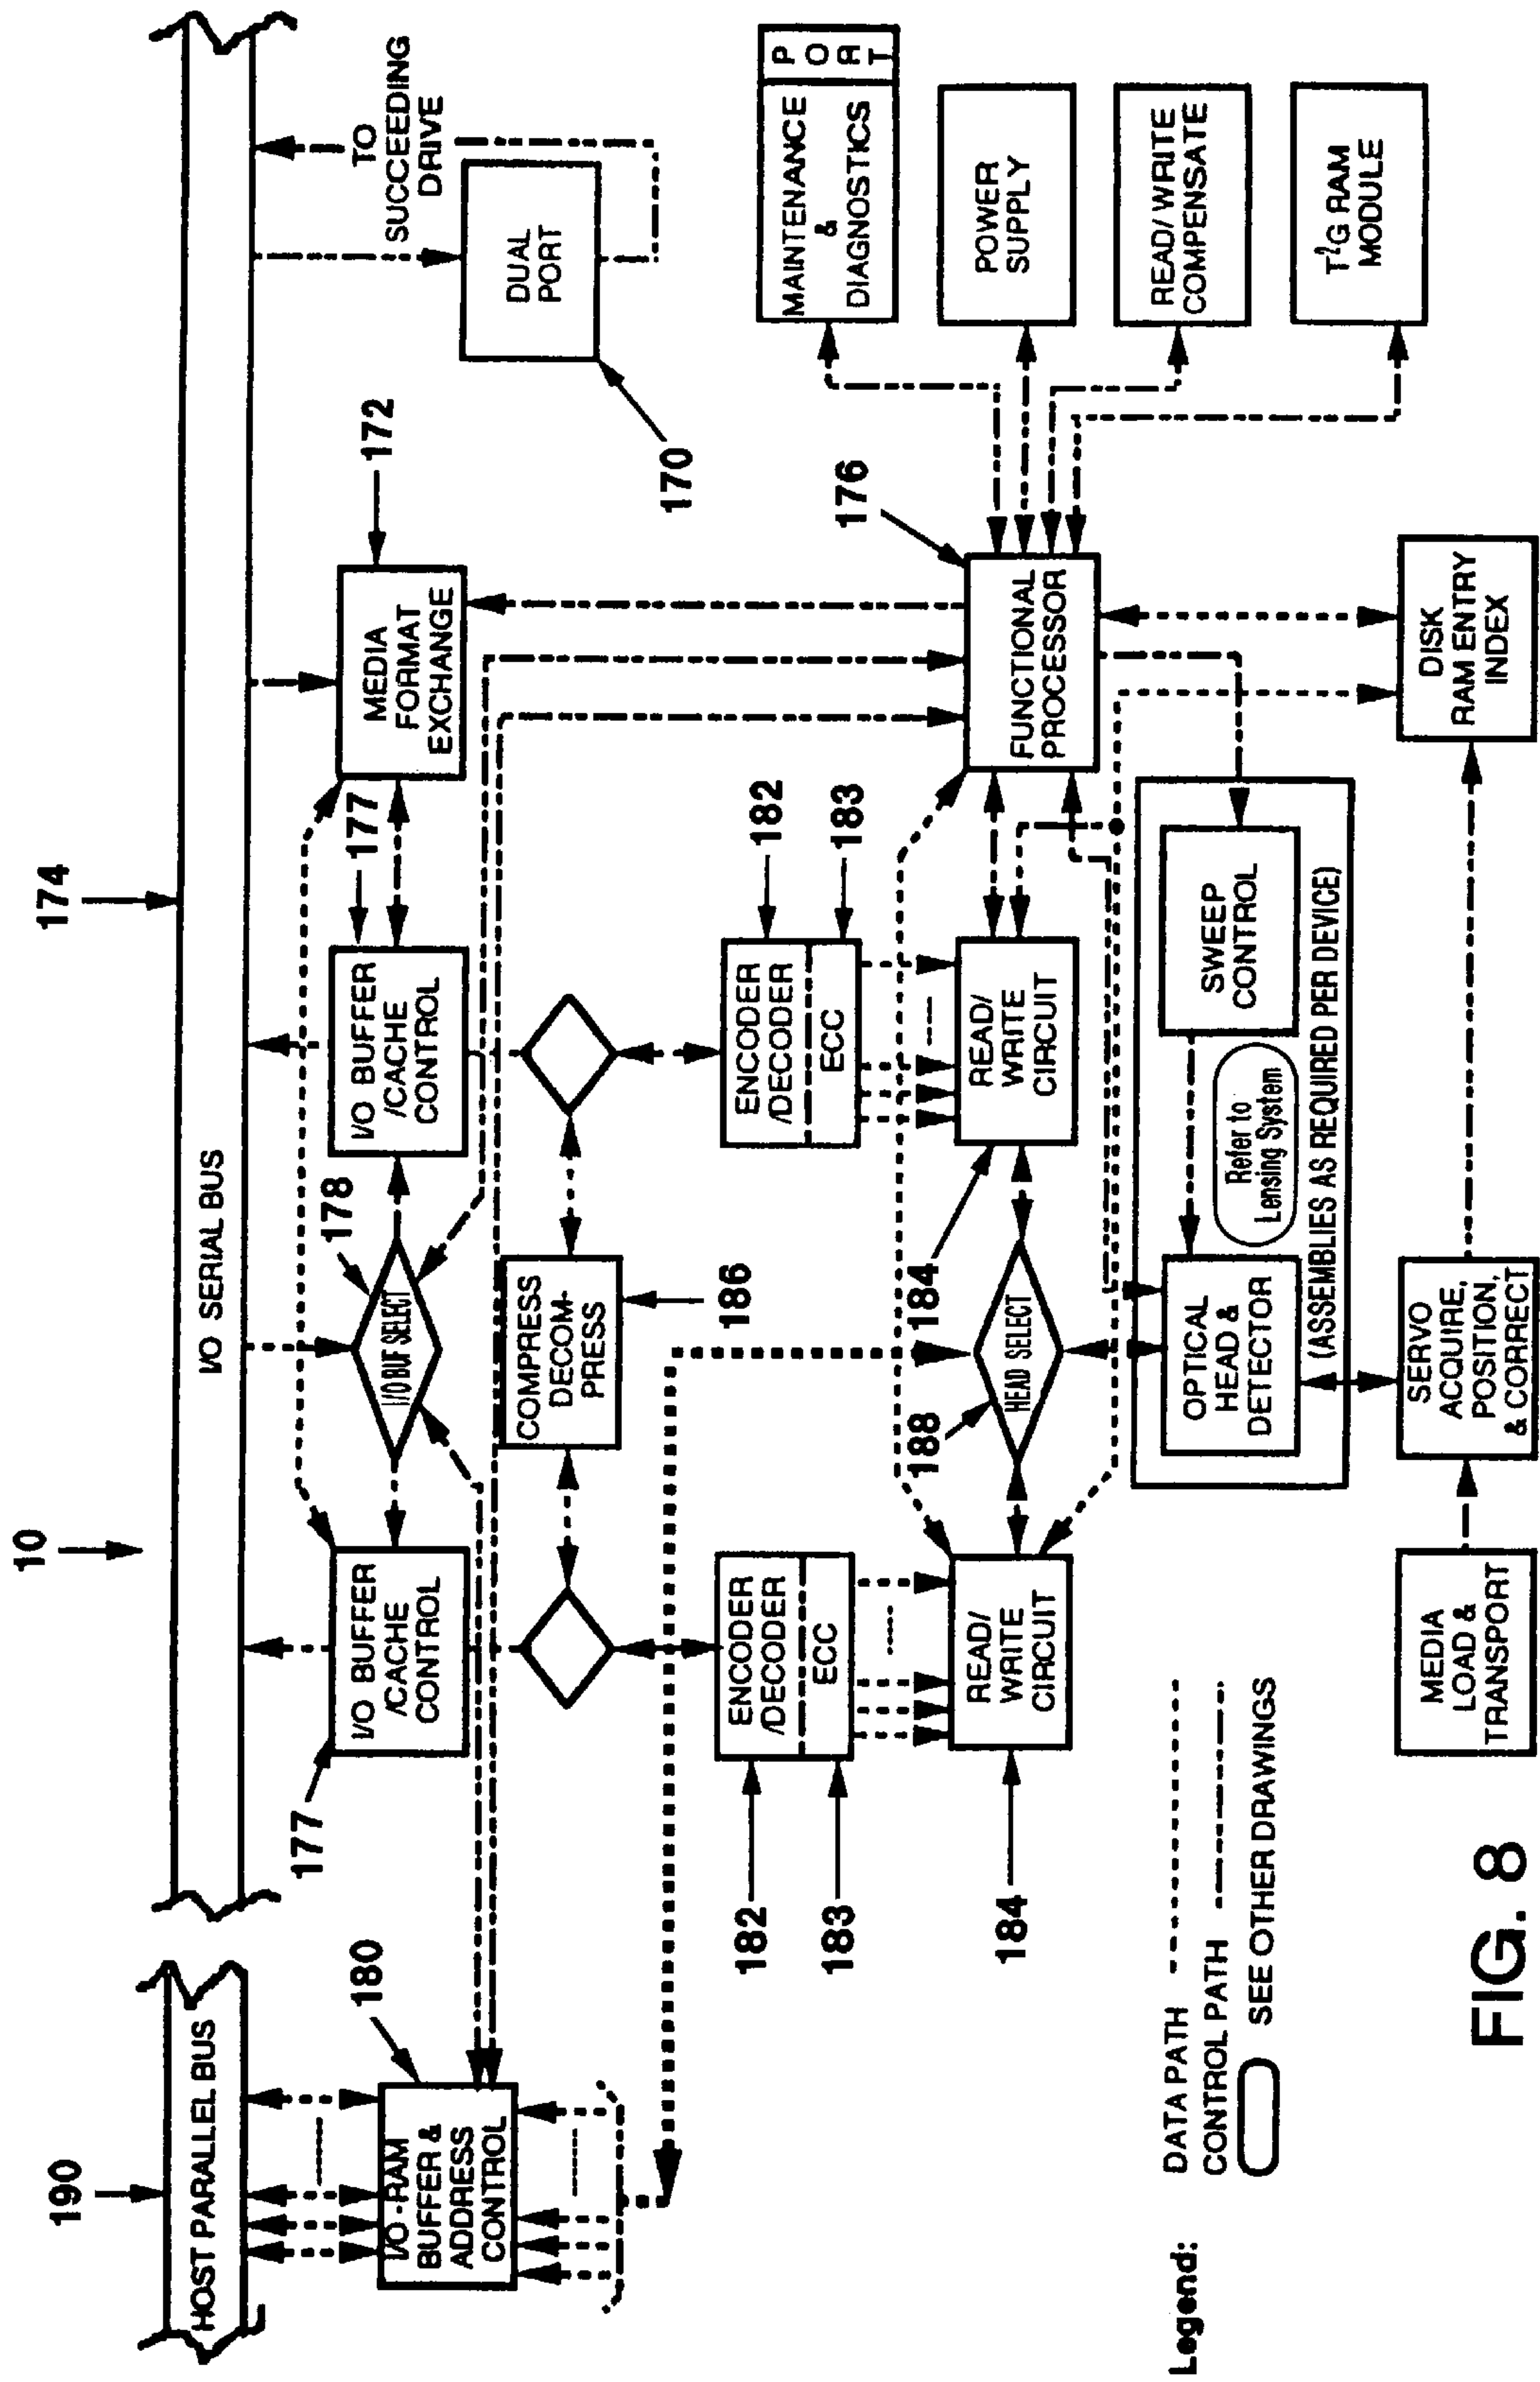 10
174
190
HOST PARALLEL BUS
I/O SERIAL BUS
TO
SUCCEEDING
DRIVE
DUAL
PORT
170
172
MEDIA
FORMAT
EXCHANGE
177
I/O BUFFER
/CACHE
CONTROL
178
I/O BUF SELECT
I/O BUFFER
/CACHE
CONTROL
177
180
I/O-RAM
BUFFER &
ADDRESS
CONTROL
COMPRESS
DECOM-
PRESS
186
182
183
ENCODER
/DECODER
ECC
ENCODER
/DECODER
ECC
182
183
READ/
WRITE
CIRCUIT
184
HEAD SELECT
188
READ/
WRITE
CIRCUIT
184
176
FUNCTIONAL
PROCESSOR
MAINTENANCE
&
DIAGNOSTICS
PORT
POWER
SUPPLY
READ/WRITE
COMPENSATE
T²G RAM
MODULE
SWEEP
CONTROL
Refer to
Lensing System
OPTICAL
HEAD &
DETECTOR
(ASSEMBLIES AS REQUIRED PER DEVICE)
DISK
RAM ENTRY
INDEX
SERVO
ACQUIRE,
POSITION,
& CORRECT
MEDIA
LOAD &
TRANSPORT
Legend:
DATA PATH
CONTROL PATH
SEE OTHER DRAWINGS
FIG. 8